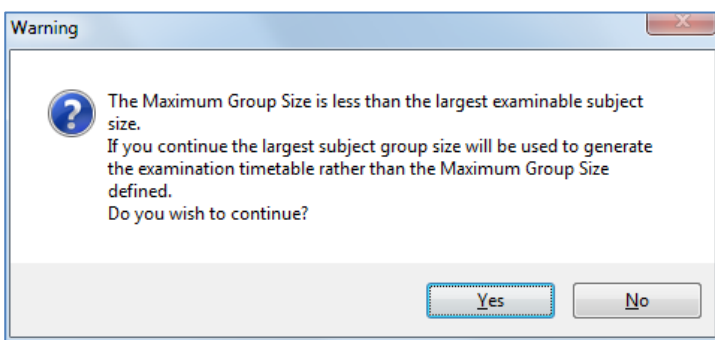 Warning
The Maximum Group Size is less than the largest examinable subject
size.
If you continue the largest subject group size will be used to generate
the examination timetable rather than the Maximum Group Size
defined.
Do you wish to continue?
Yes No